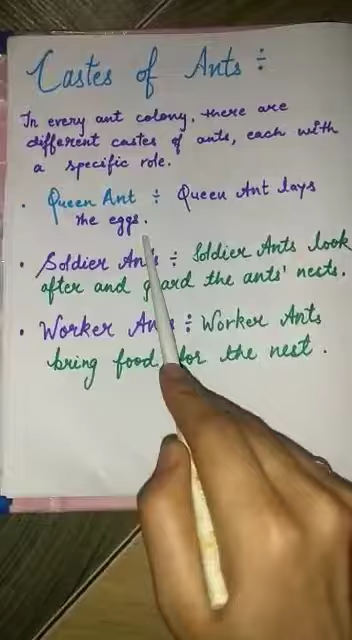 Castes of Ants ÷
In every ant colony, there are
different castes of ants, each with
a specific role.
• Queen Ant ÷ Queen Ant lays
the eggs.
• Soldier Ants ÷ Soldier Ants look
after and guard the ants' nests.
• Worker Ants ÷ Worker Ants
bring food for the nest.